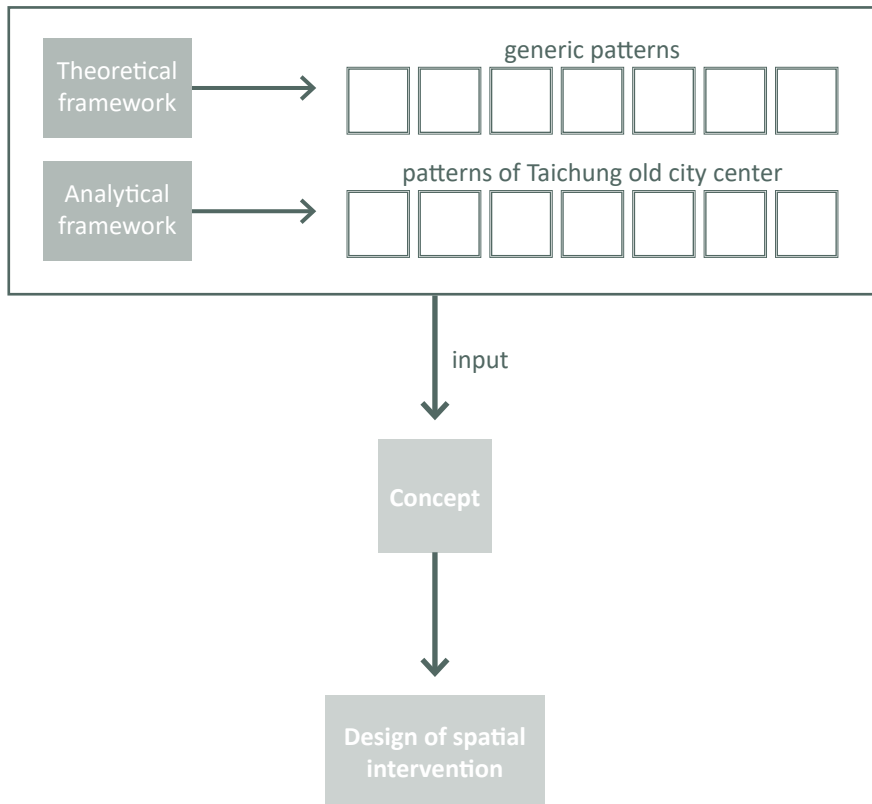 Theoretical
framework
generic patterns
Analytical
framework
patterns of Taichung old city center
input
Concept
Design of spatial
intervention